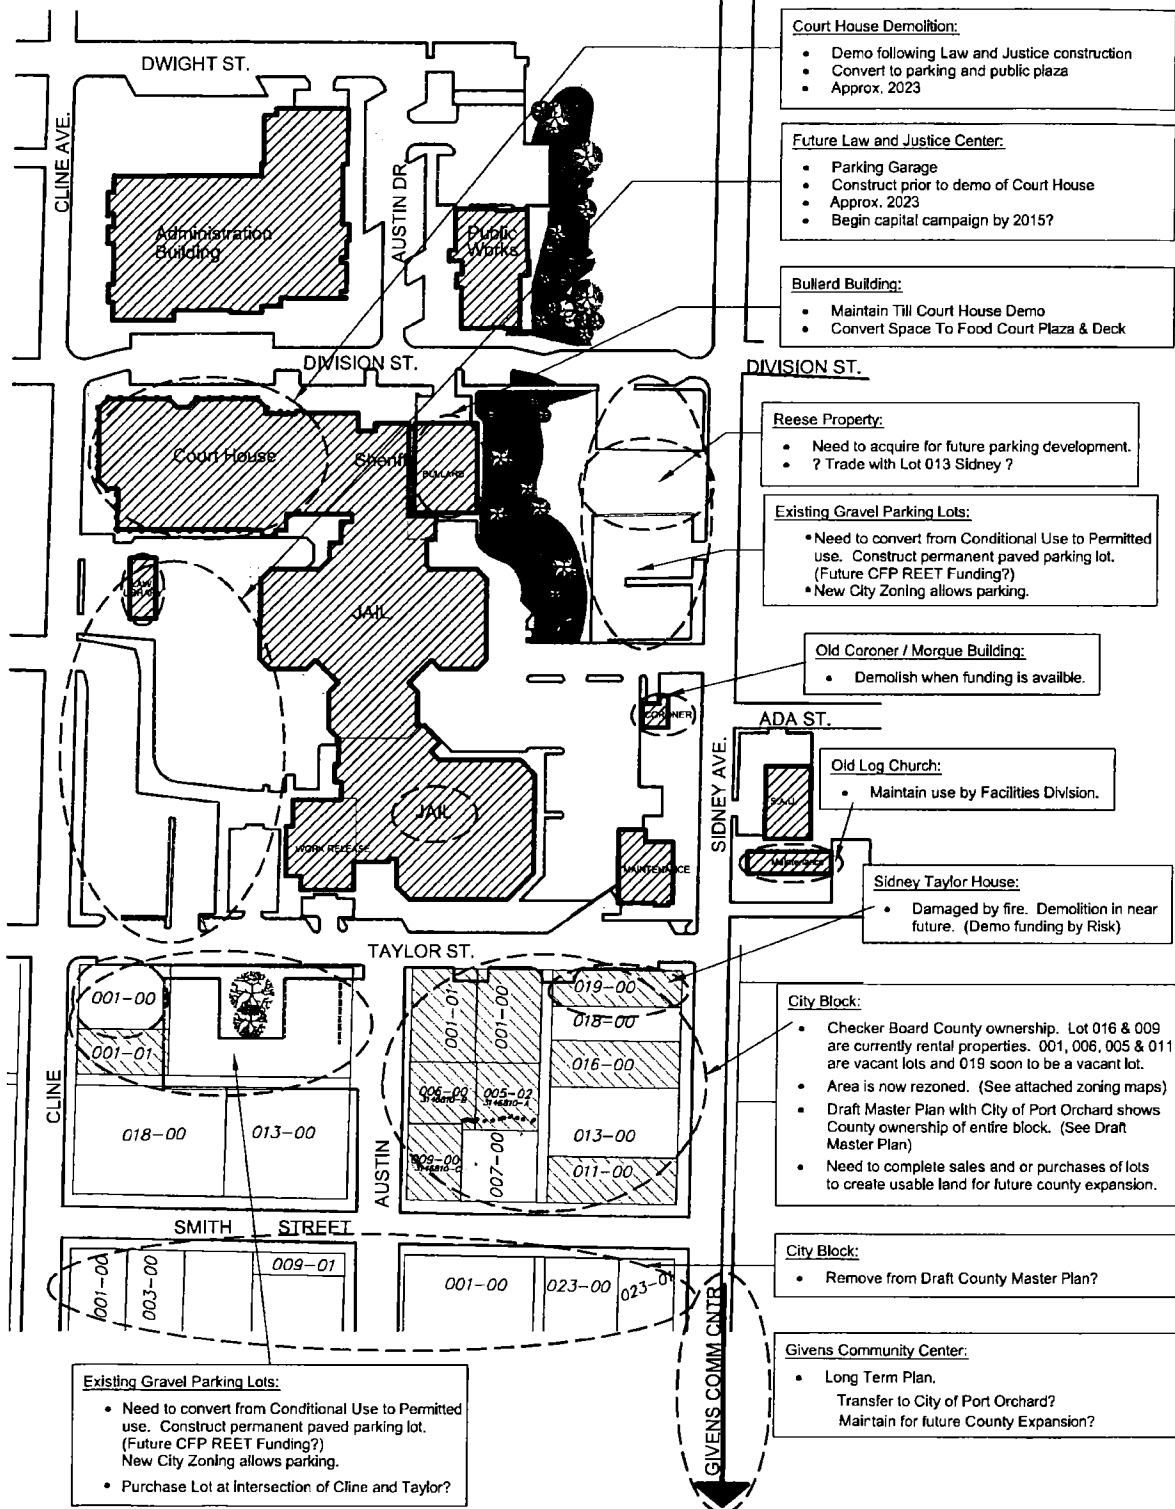 DWIGHT ST.
CLINE AVE.
AUSTIN DR.
Administration
Building
Public
Works
DIVISION ST.
DIVISION ST.
Court House
Sheriff
BULLARD
LAW
LIBRARY
JAIL
JAIL
WORK RELEASE
CORONER
MAINTENANCE
SIDNEY AVE.
ADA ST.
S.A.U.
Maintenance
TAYLOR ST.
CLINE
AUSTIN
001-00
001-01
018-00
013-00
001-01
001-00
006-00
3146810-B
005-02
3146810-A
009-00
3146810-C
007-00
019-00
018-00
016-00
013-00
011-00
SMITH STREET
001-00
003-00
009-01
001-00
023-00
023-01
GIVENS COMM CNTR
Court House Demolition:
• Demo following Law and Justice construction
• Convert to parking and public plaza
• Approx. 2023
Future Law and Justice Center:
• Parking Garage
• Construct prior to demo of Court House
• Approx. 2023
• Begin capital campaign by 2015?
Bullard Building:
• Maintain Till Court House Demo
• Convert Space To Food Court Plaza & Deck
Reese Property:
• Need to acquire for future parking development.
• ? Trade with Lot 013 Sidney ?
Existing Gravel Parking Lots:
• Need to convert from Conditional Use to Permitted
use. Construct permanent paved parking lot.
(Future CFP REET Funding?)
• New City Zoning allows parking.
Old Coroner / Morgue Building:
• Demolish when funding is availble.
Old Log Church:
• Maintain use by Facilities Division.
Sidney Taylor House:
• Damaged by fire. Demolition in near
future. (Demo funding by Risk)
City Block:
• Checker Board County ownership. Lot 016 & 009
are currently rental properties. 001, 006, 005 & 011
are vacant lots and 019 soon to be a vacant lot.
• Area is now rezoned. (See attached zoning maps)
• Draft Master Plan with City of Port Orchard shows
County ownership of entire block. (See Draft
Master Plan)
• Need to complete sales and or purchases of lots
to create usable land for future county expansion.
City Block:
• Remove from Draft County Master Plan?
Givens Community Center:
• Long Term Plan.
Transfer to City of Port Orchard?
Maintain for future County Expansion?
Existing Gravel Parking Lots:
• Need to convert from Conditional Use to Permitted
use. Construct permanent paved parking lot.
(Future CFP REET Funding?)
New City Zoning allows parking.
• Purchase Lot at intersection of Cline and Taylor?